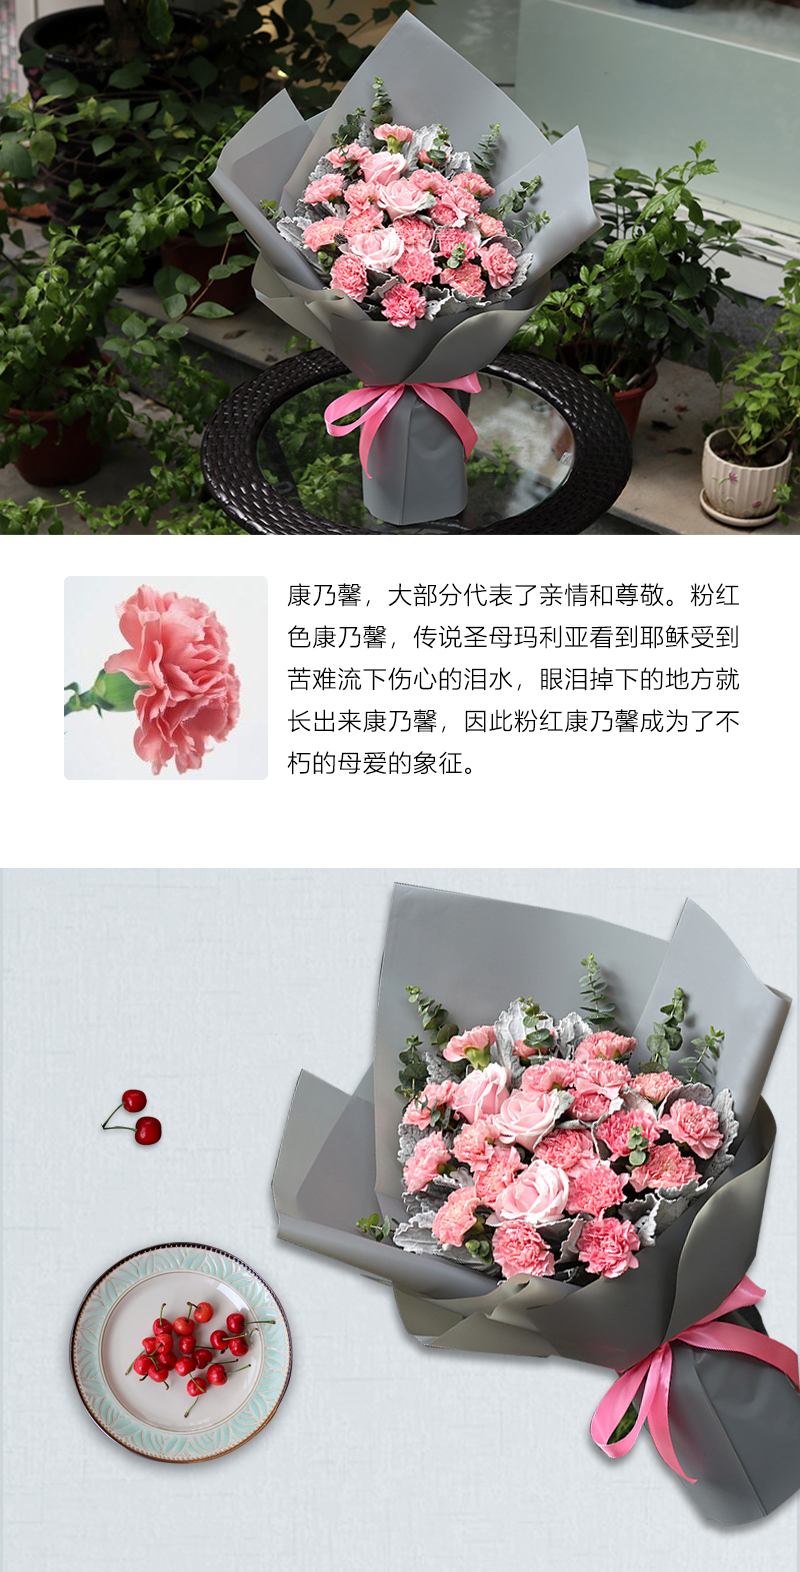 康乃馨，大部分代表了亲情和尊敬。粉红
色康乃馨，传说圣母玛利亚看到耶稣受到
苦难流下伤心的泪水，眼泪掉下的地方就
长出来康乃馨，因此粉红康乃馨成为了不
朽的母爱的象征。